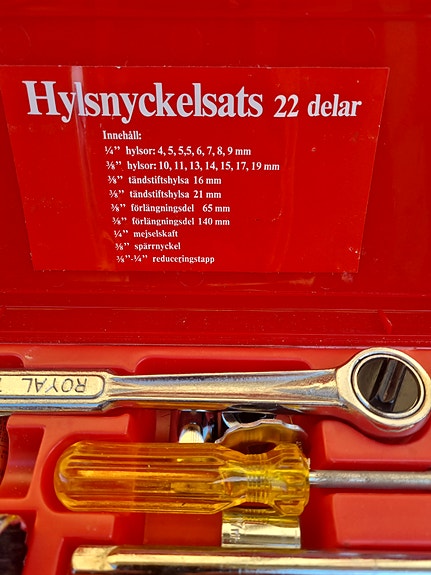 Hylsnyckelsats 22 delar
Innehåll:
¼” hylsor: 4, 5, 5,5, 6, 7, 8, 9 mm
⅜” hylsor: 10, 11, 13, 14, 15, 17, 19 mm
⅜” tändstiftshylsa 16 mm
⅜” tändstiftshylsa 21 mm
⅜” förlängningsdel 65 mm
⅜” förlängningsdel 140 mm
¼” mejselskaft
⅜” spärrnyckel
⅜”-¼” reduceringstapp
ROYAL